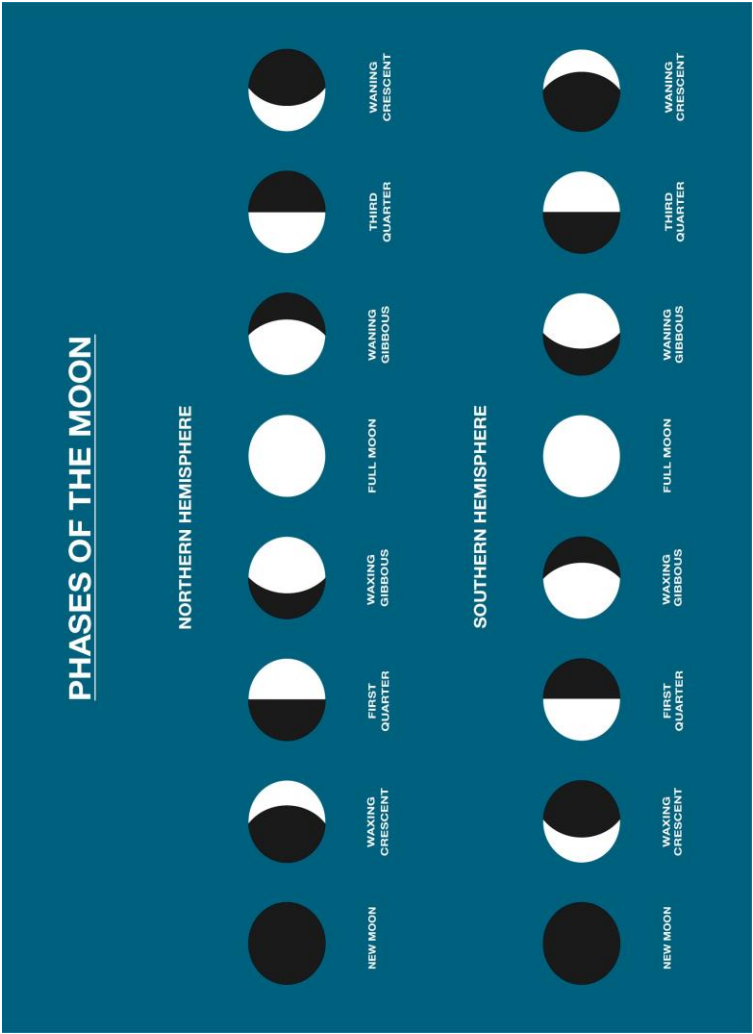 PHASES OF THE MOON
NORTHERN HEMISPHERE
NEW MOON
WAXING
CRESCENT
FIRST
QUARTER
WAXING
GIBBOUS
FULL MOON
WANING
GIBBOUS
THIRD
QUARTER
WANING
CRESCENT
SOUTHERN HEMISPHERE
NEW MOON
WAXING
CRESCENT
FIRST
QUARTER
WAXING
GIBBOUS
FULL MOON
WANING
GIBBOUS
THIRD
QUARTER
WANING
CRESCENT